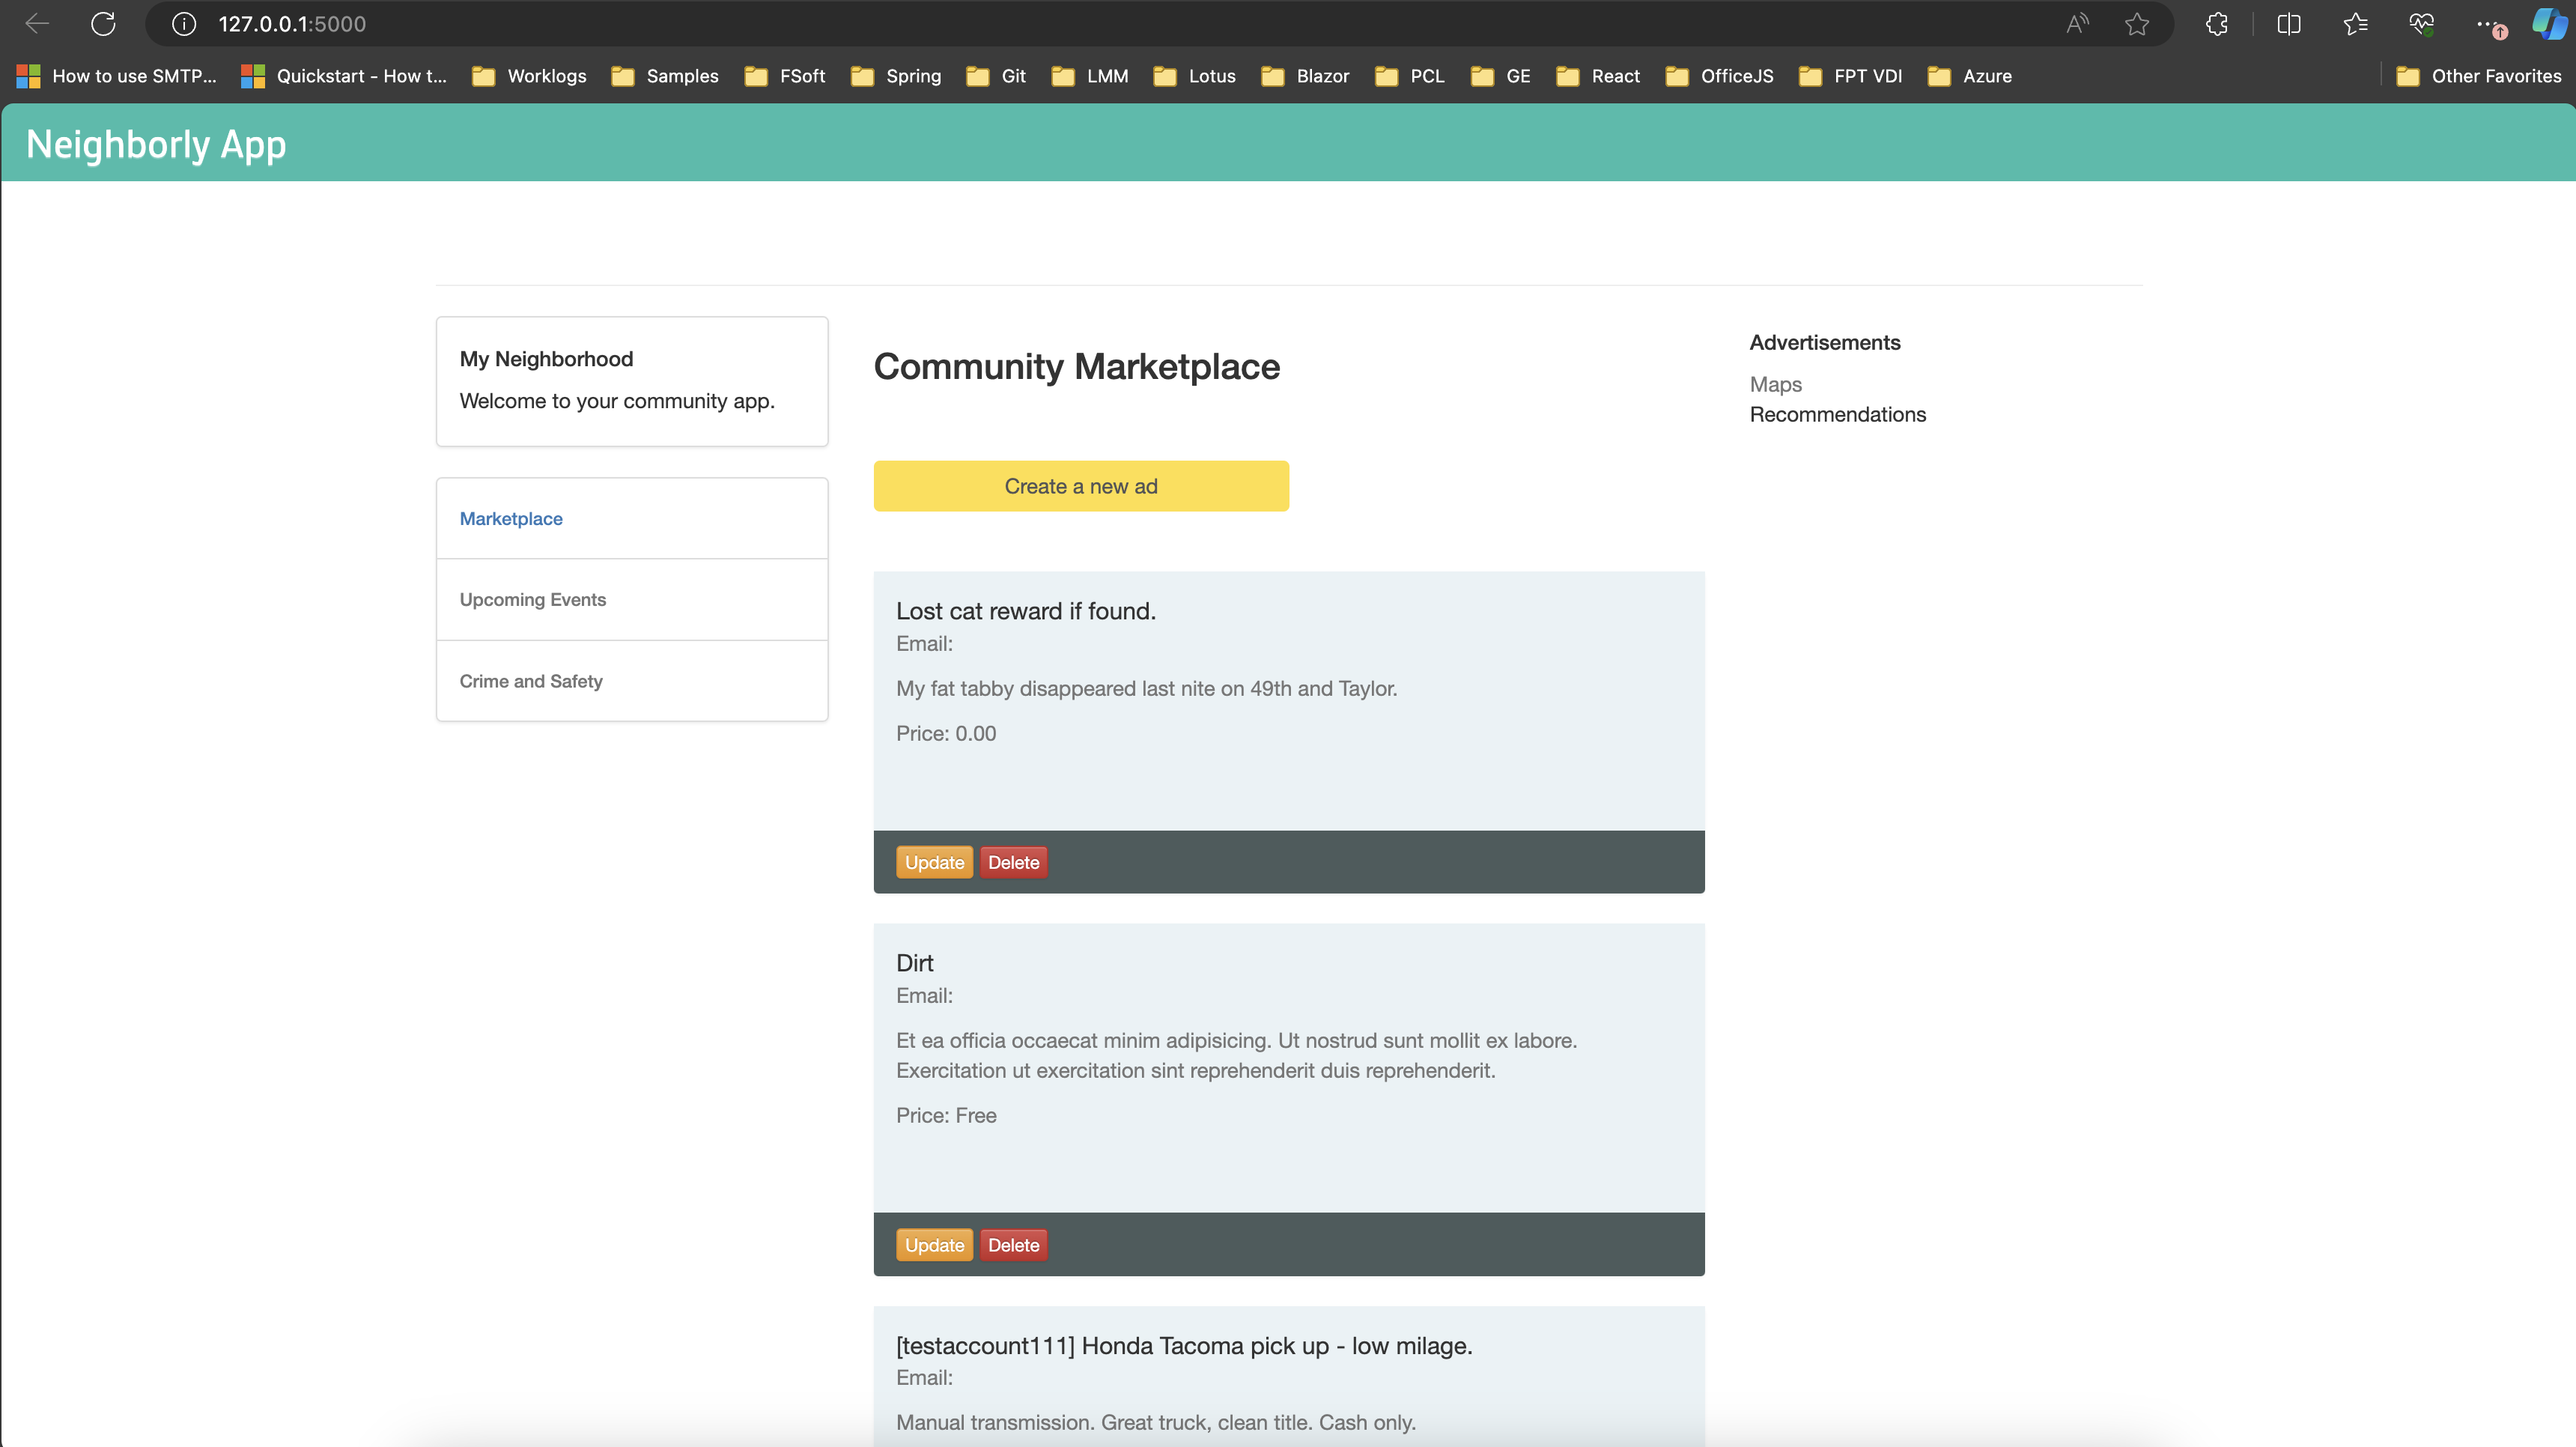 127.0.0.1:5000
How to use SMTP...
Quickstart - How t...
Worklogs
Samples
FSoft
Spring
Git
LMM
Lotus
Blazor
PCL
GE
React
OfficeJS
FPT VDI
Azure
Other Favorites
Neighborly App
My Neighborhood
Welcome to your community app.
Marketplace
Upcoming Events
Crime and Safety
Community Marketplace
Create a new ad
Lost cat reward if found.
Email:
My fat tabby disappeared last nite on 49th and Taylor.
Price: 0.00
Update Delete
Dirt
Email:
Et ea officia occaecat minim adipisicing. Ut nostrud sunt mollit ex labore.
Exercitation ut exercitation sint reprehenderit duis reprehenderit.
Price: Free
Update Delete
[testaccount111] Honda Tacoma pick up - low milage.
Email:
Manual transmission. Great truck, clean title. Cash only.
Advertisements
Maps
Recommendations